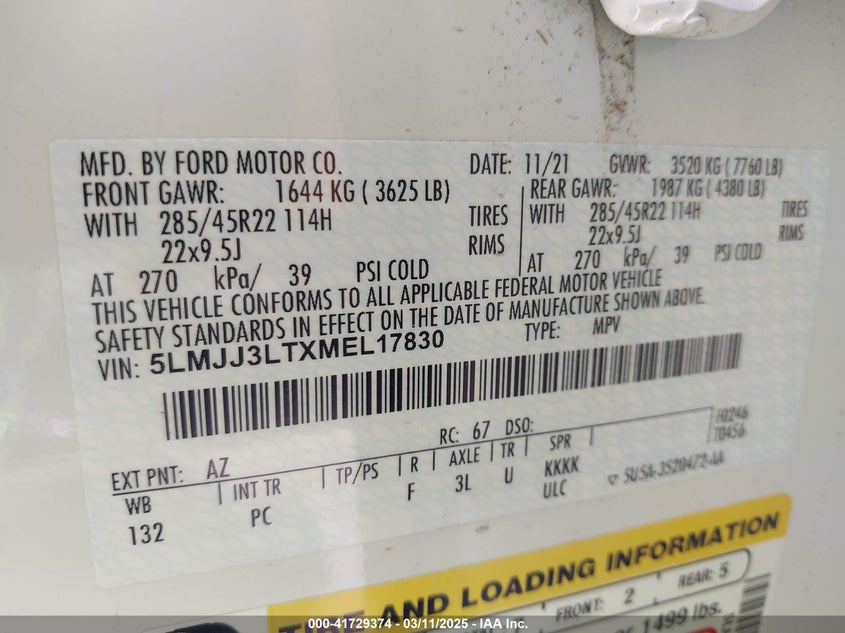 MFD. BY FORD MOTOR CO. DATE: 11/21 GVWR: 3520 KG ( 7760 LB)
FRONT GAWR: 1644 KG ( 3625 LB) REAR GAWR: 1987 KG ( 4380 LB)
WITH 285/45R22 114H TIRES WITH 285/45R22 114H TIRES
22x9.5J RIMS 22x9.5J RIMS
AT 270 kPa/ 39 PSI COLD AT 270 kPa/ 39 PSI COLD
THIS VEHICLE CONFORMS TO ALL APPLICABLE FEDERAL MOTOR VEHICLE
SAFETY STANDARDS IN EFFECT ON THE DATE OF MANUFACTURE SHOWN ABOVE.
VIN: 5LMJJ3LTXMEL17830 TYPE: MPV
F0246
T0456
EXT PNT: AZ RC: 67 DSO:
WB INT TR TP/PS R AXLE TR SPR
132 PC F 3L U KKKK
ULC
▽ SU5A-3520472-AA
TIRE AND LOADING INFORMATION
FRONT: 2 REAR: 5
1499 lbs.
000-41729374 - 03/11/2025 - IAA Inc.